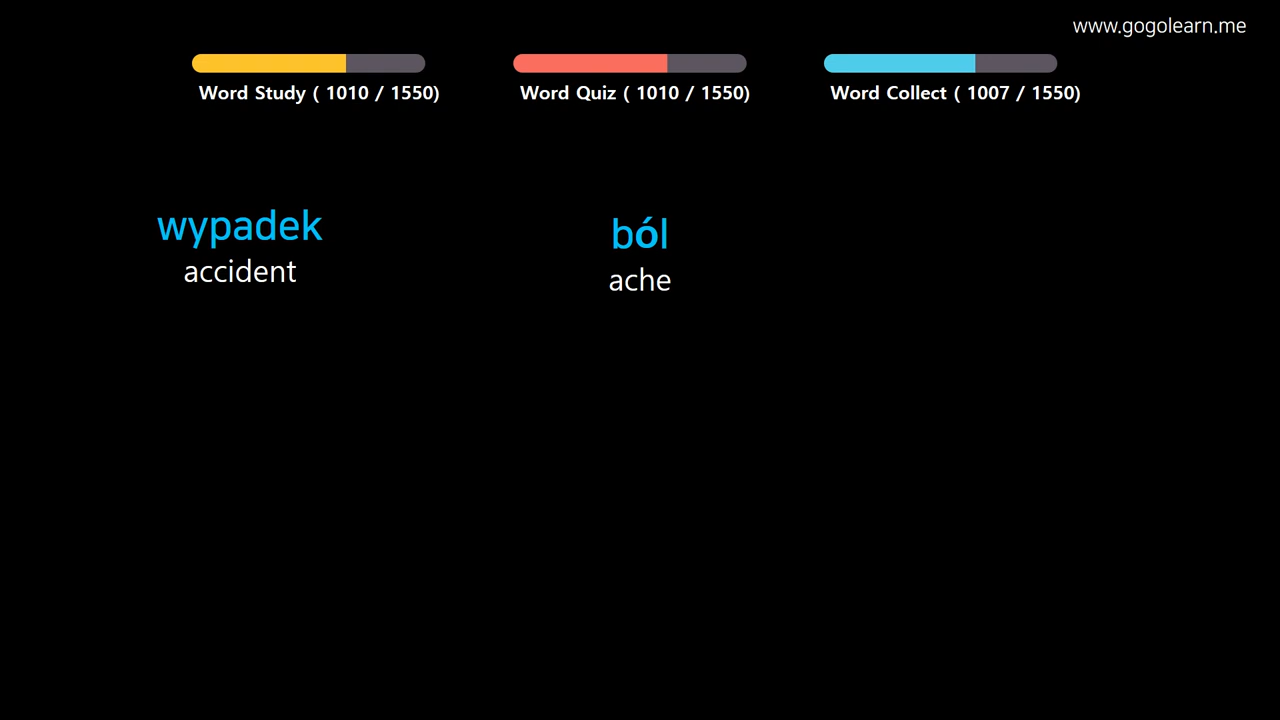 www.gogolearn.me
Word Study ( 1010 / 1550)
Word Quiz ( 1010 / 1550)
Word Collect ( 1007 / 1550)
wypadek
accident
ból
ache